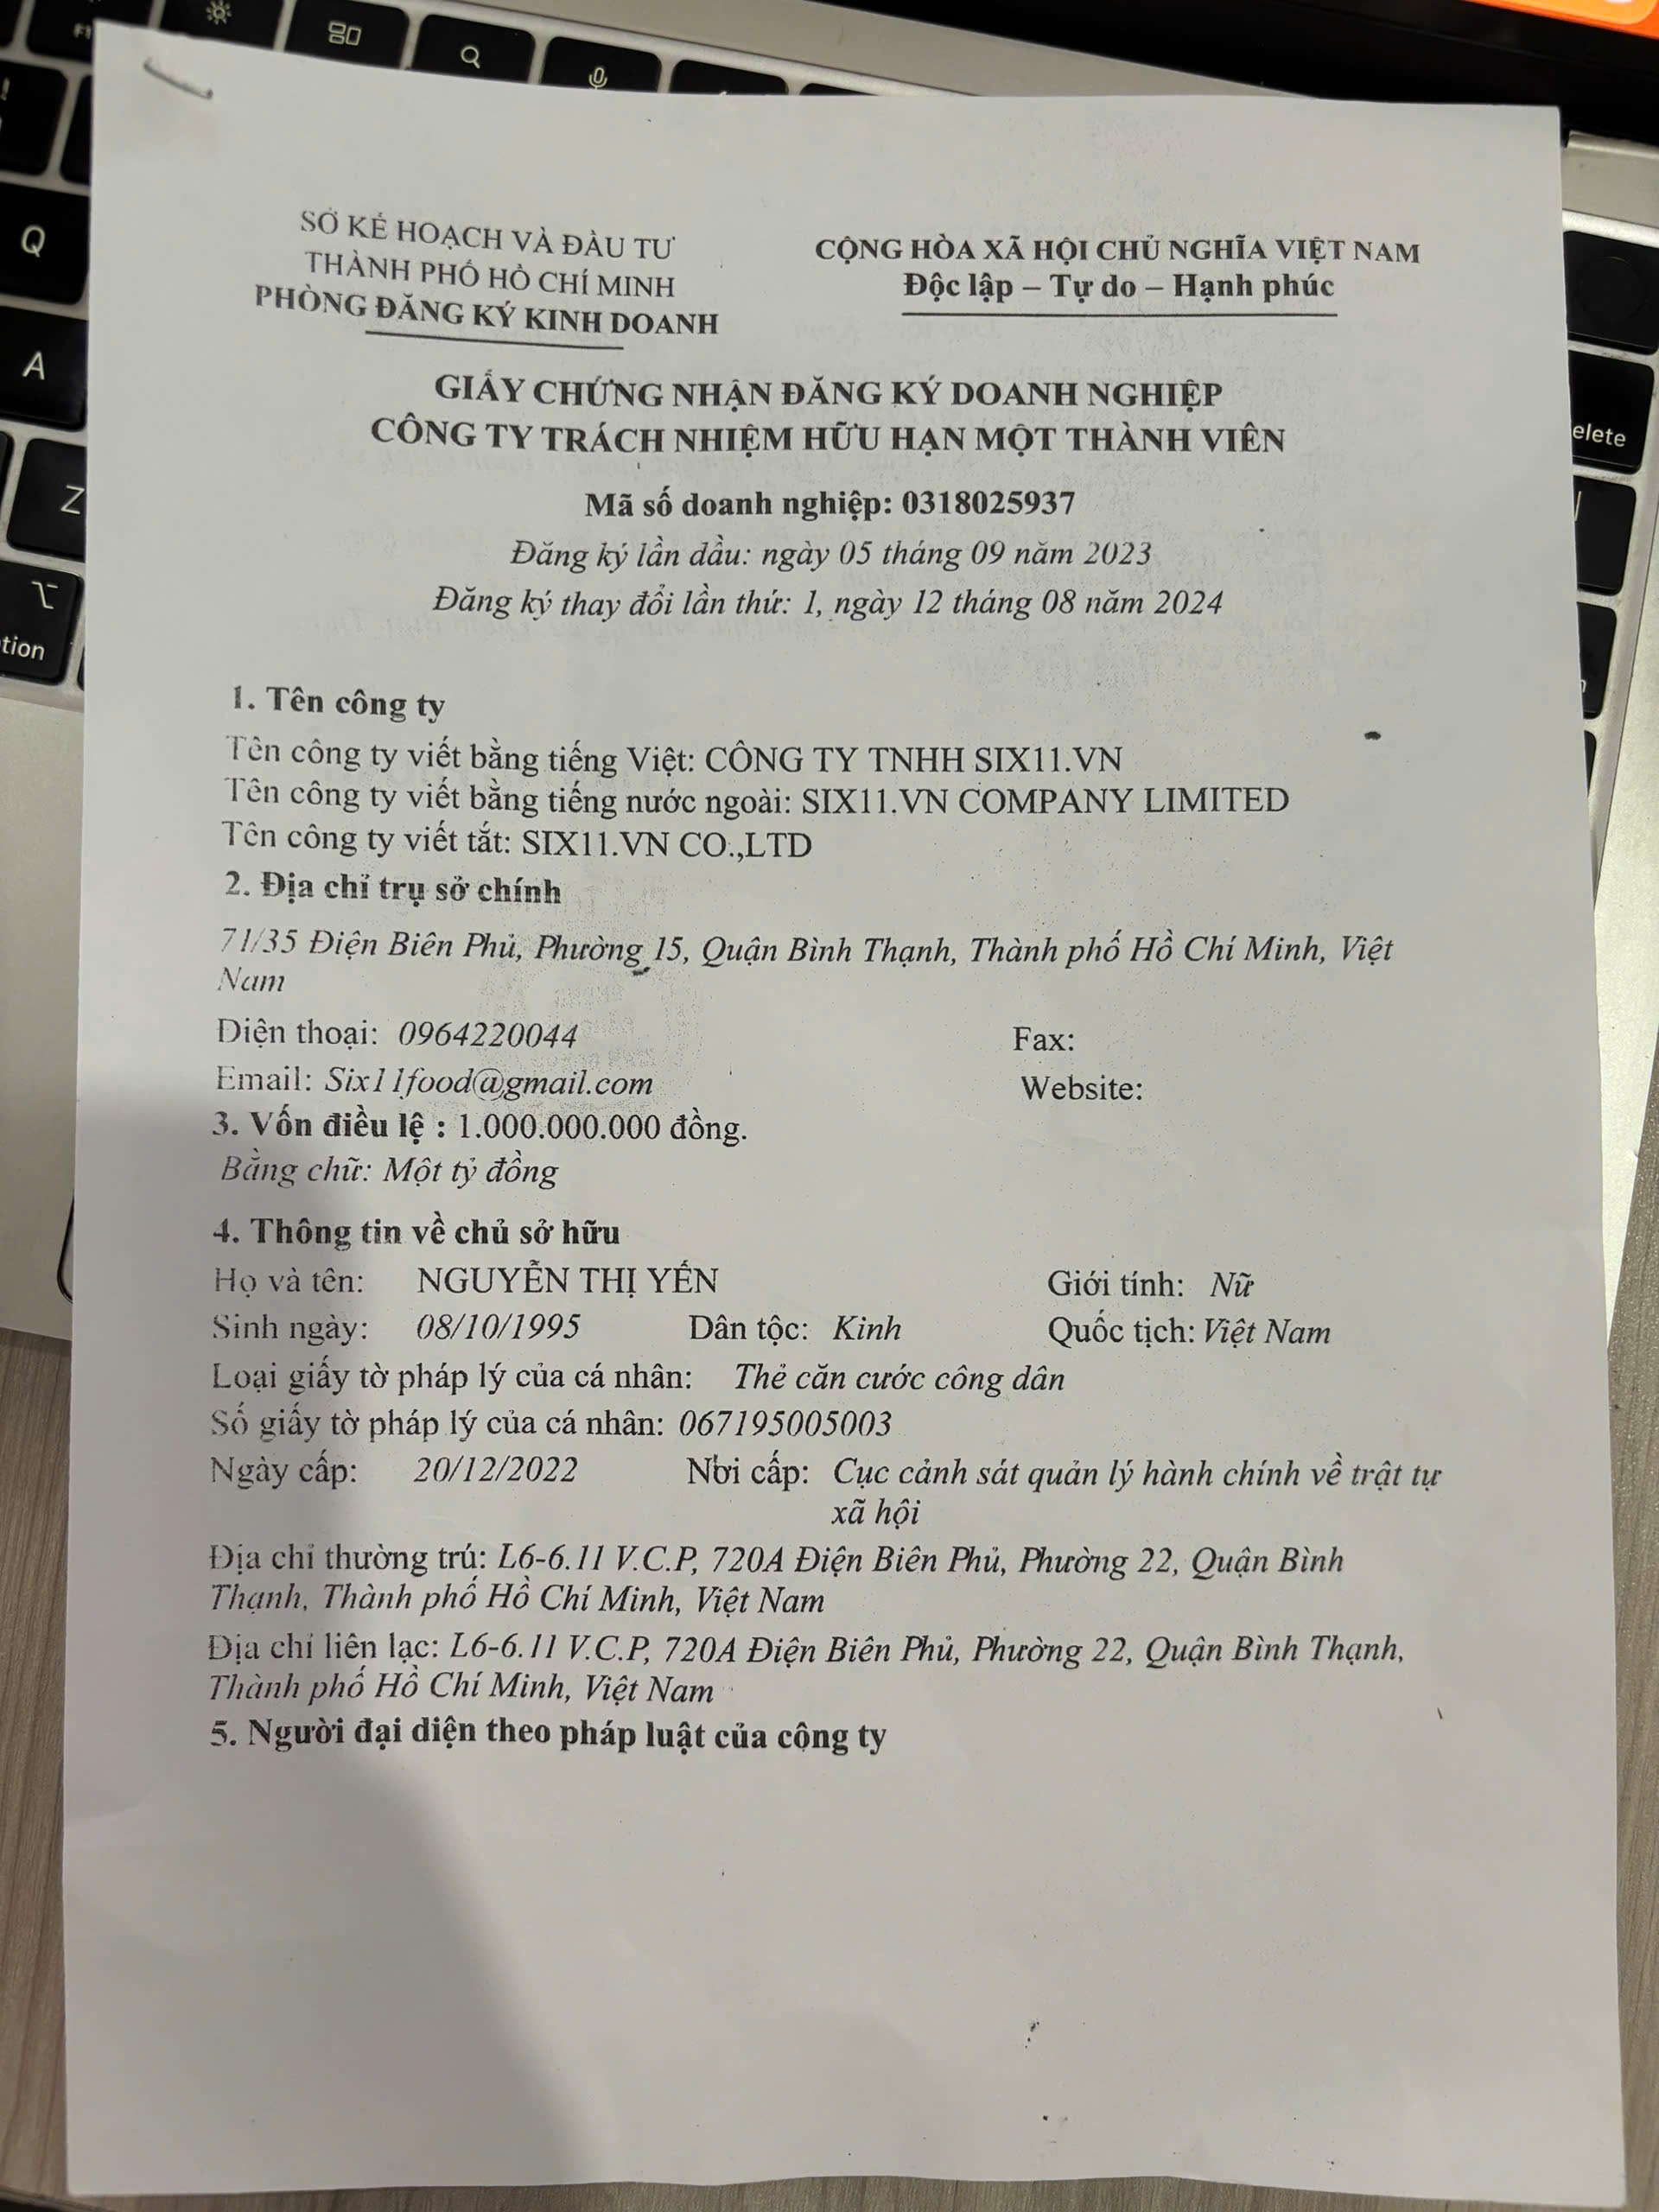 SỞ KẾ HOẠCH VÀ ĐẦU TƯ
THÀNH PHỐ HỒ CHÍ MINH
PHÒNG ĐĂNG KÝ KINH DOANH
CỘNG HÒA XÃ HỘI CHỦ NGHĨA VIỆT NAM
Độc lập – Tự do – Hạnh phúc
GIẤY CHỨNG NHẬN ĐĂNG KÝ DOANH NGHIỆP
CÔNG TY TRÁCH NHIỆM HỮU HẠN MỘT THÀNH VIÊN
Mã số doanh nghiệp: 0318025937
Đăng ký lần đầu: ngày 05 tháng 09 năm 2023
Đăng ký thay đổi lần thứ: 1, ngày 12 tháng 08 năm 2024
1. Tên công ty
Tên công ty viết bằng tiếng Việt: CÔNG TY TNHH SIX11.VN
Tên công ty viết bằng tiếng nước ngoài: SIX11.VN COMPANY LIMITED
Tên công ty viết tắt: SIX11.VN CO.,LTD
2. Địa chỉ trụ sở chính
71/35 Điện Biên Phủ, Phường 15, Quận Bình Thạnh, Thành phố Hồ Chí Minh, Việt
Nam
Điện thoại: 0964220044 Fax:
Email: Six11food@gmail.com Website:
3. Vốn điều lệ : 1.000.000.000 đồng.
Bằng chữ: Một tỷ đồng
4. Thông tin về chủ sở hữu
Họ và tên: NGUYỄN THỊ YẾN Giới tính: Nữ
Sinh ngày: 08/10/1995 Dân tộc: Kinh Quốc tịch: Việt Nam
Loại giấy tờ pháp lý của cá nhân: Thẻ căn cước công dân
Số giấy tờ pháp lý của cá nhân: 067195005003
Ngày cấp: 20/12/2022 Nơi cấp: Cục cảnh sát quản lý hành chính về trật tự
xã hội
Địa chỉ thường trú: L6-6.11 V.C.P, 720A Điện Biên Phủ, Phường 22, Quận Bình
Thạnh, Thành phố Hồ Chí Minh, Việt Nam
Địa chỉ liên lạc: L6-6.11 V.C.P, 720A Điện Biên Phủ, Phường 22, Quận Bình Thạnh,
Thành phố Hồ Chí Minh, Việt Nam
5. Người đại diện theo pháp luật của công ty
Q
A
Z
elete
tion